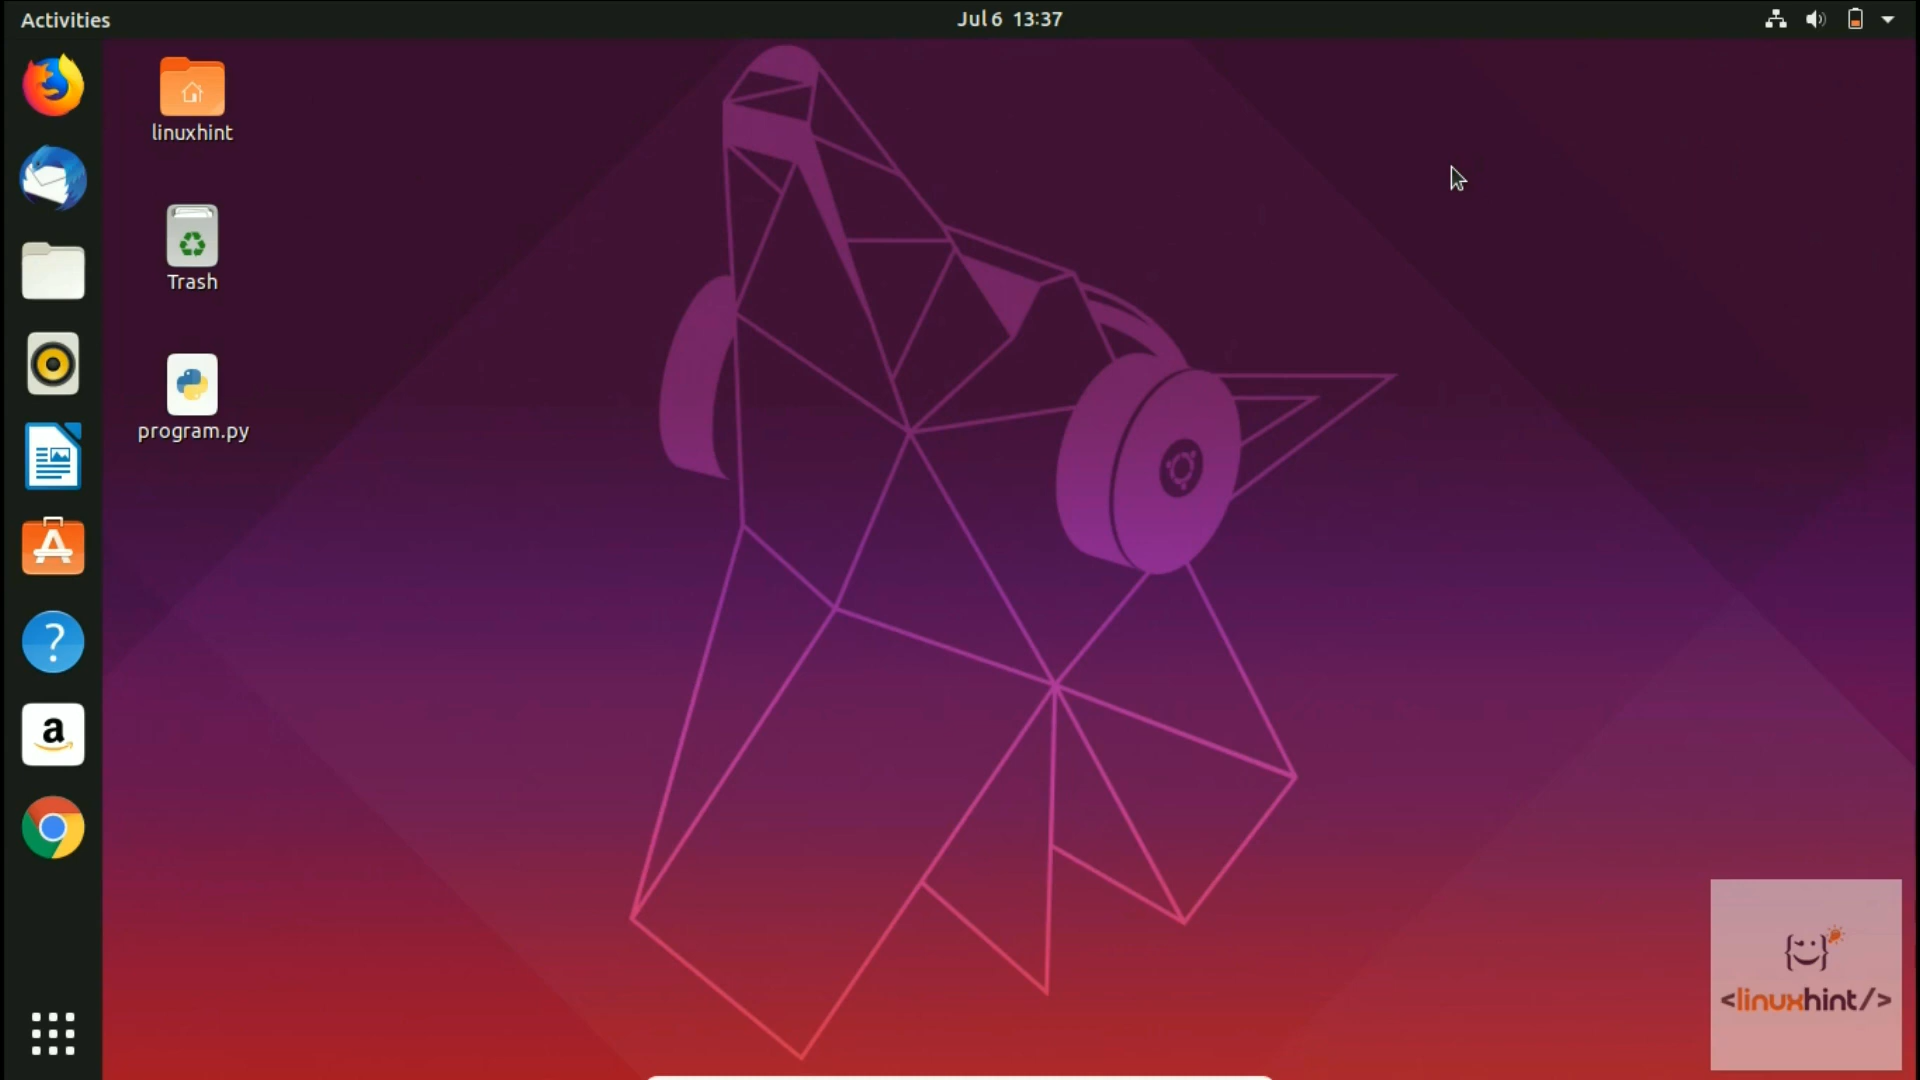 Activities
Jul 6 13:37
linuxhint
Trash
program.py
<linuxhint/>